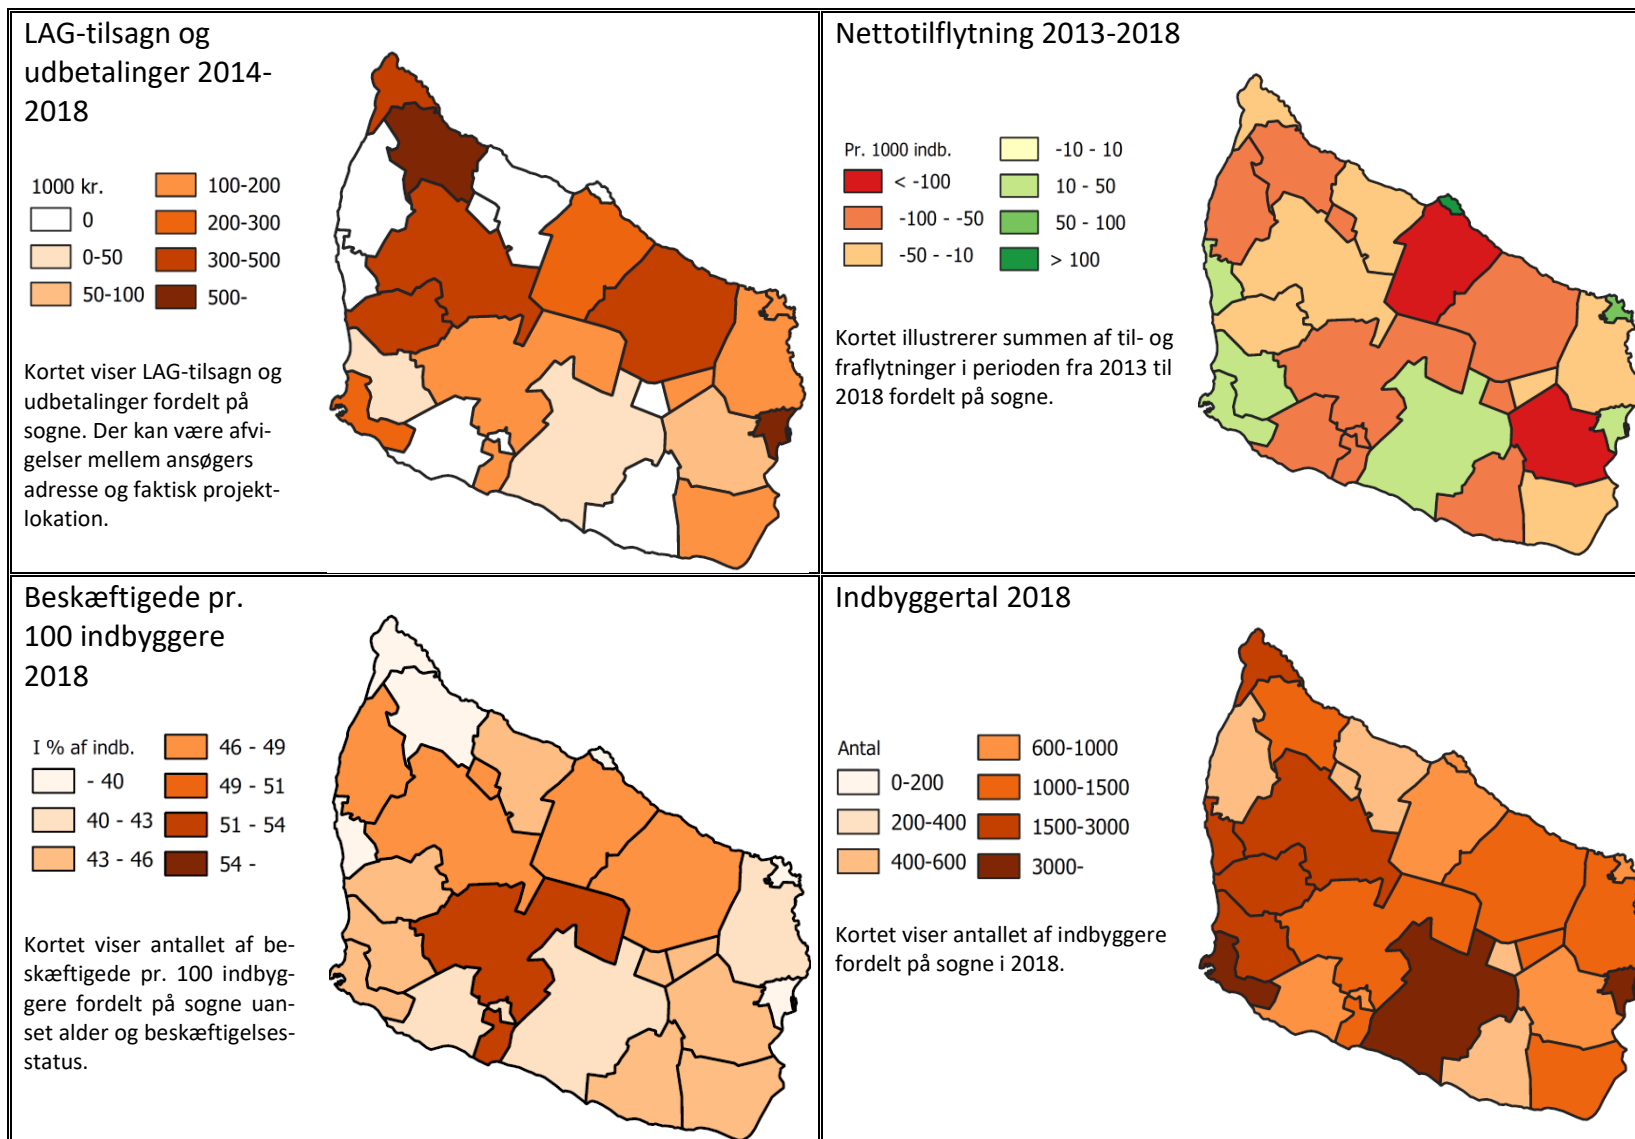 LAG-tilsagn og
udbetalinger 2014-
2018
1000 kr.
0
0-50
50-100
100-200
200-300
300-500
500-
Kortet viser LAG-tilsagn og
udbetalinger fordelt på
sogne. Der kan være afvi-
gelser mellem ansøgers
adresse og faktisk projekt-
lokation.
Nettotilflytning 2013-2018
Pr. 1000 indb.
< -100
-100 - -50
-50 - -10
-10 - 10
10 - 50
50 - 100
> 100
Kortet illustrerer summen af til- og
fraflytninger i perioden fra 2013 til
2018 fordelt på sogne.
Beskæftigede pr.
100 indbyggere
2018
I % af indb.
- 40
40 - 43
43 - 46
46 - 49
49 - 51
51 - 54
54 -
Kortet viser antallet af be-
skæftigede pr. 100 indbyg-
gere fordelt på sogne uan-
set alder og beskæftigelses-
status.
Indbyggertal 2018
Antal
0-200
200-400
400-600
600-1000
1000-1500
1500-3000
3000-
Kortet viser antallet af indbyggere
fordelt på sogne i 2018.